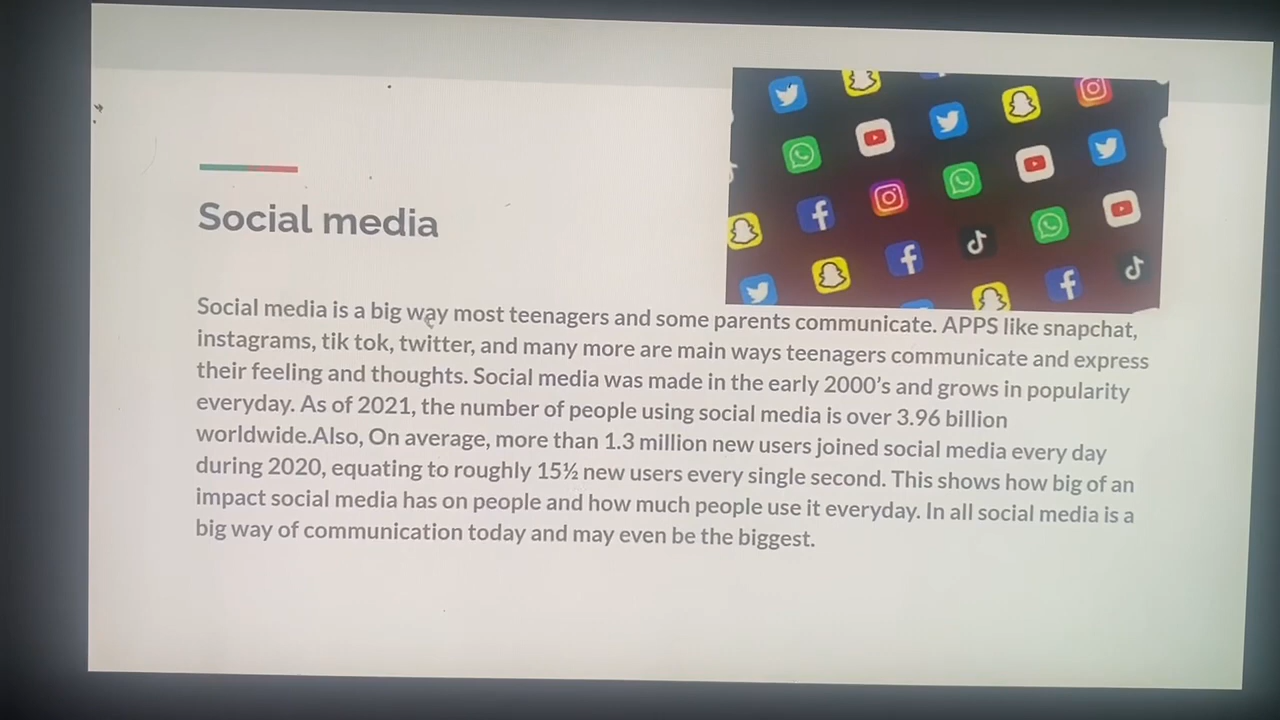 Social media
Social media is a big way most teenagers and some parents communicate. APPS like snapchat,
instagrams, tik tok, twitter, and many more are main ways teenagers communicate and express
their feeling and thoughts. Social media was made in the early 2000's and grows in popularity
everyday. As of 2021, the number of people using social media is over 3.96 billion
worldwide.Also, On average, more than 1.3 million new users joined social media every day
during 2020, equating to roughly 15½ new users every single second. This shows how big of an
impact social media has on people and how much people use it everyday. In all social media is a
big way of communication today and may even be the biggest.